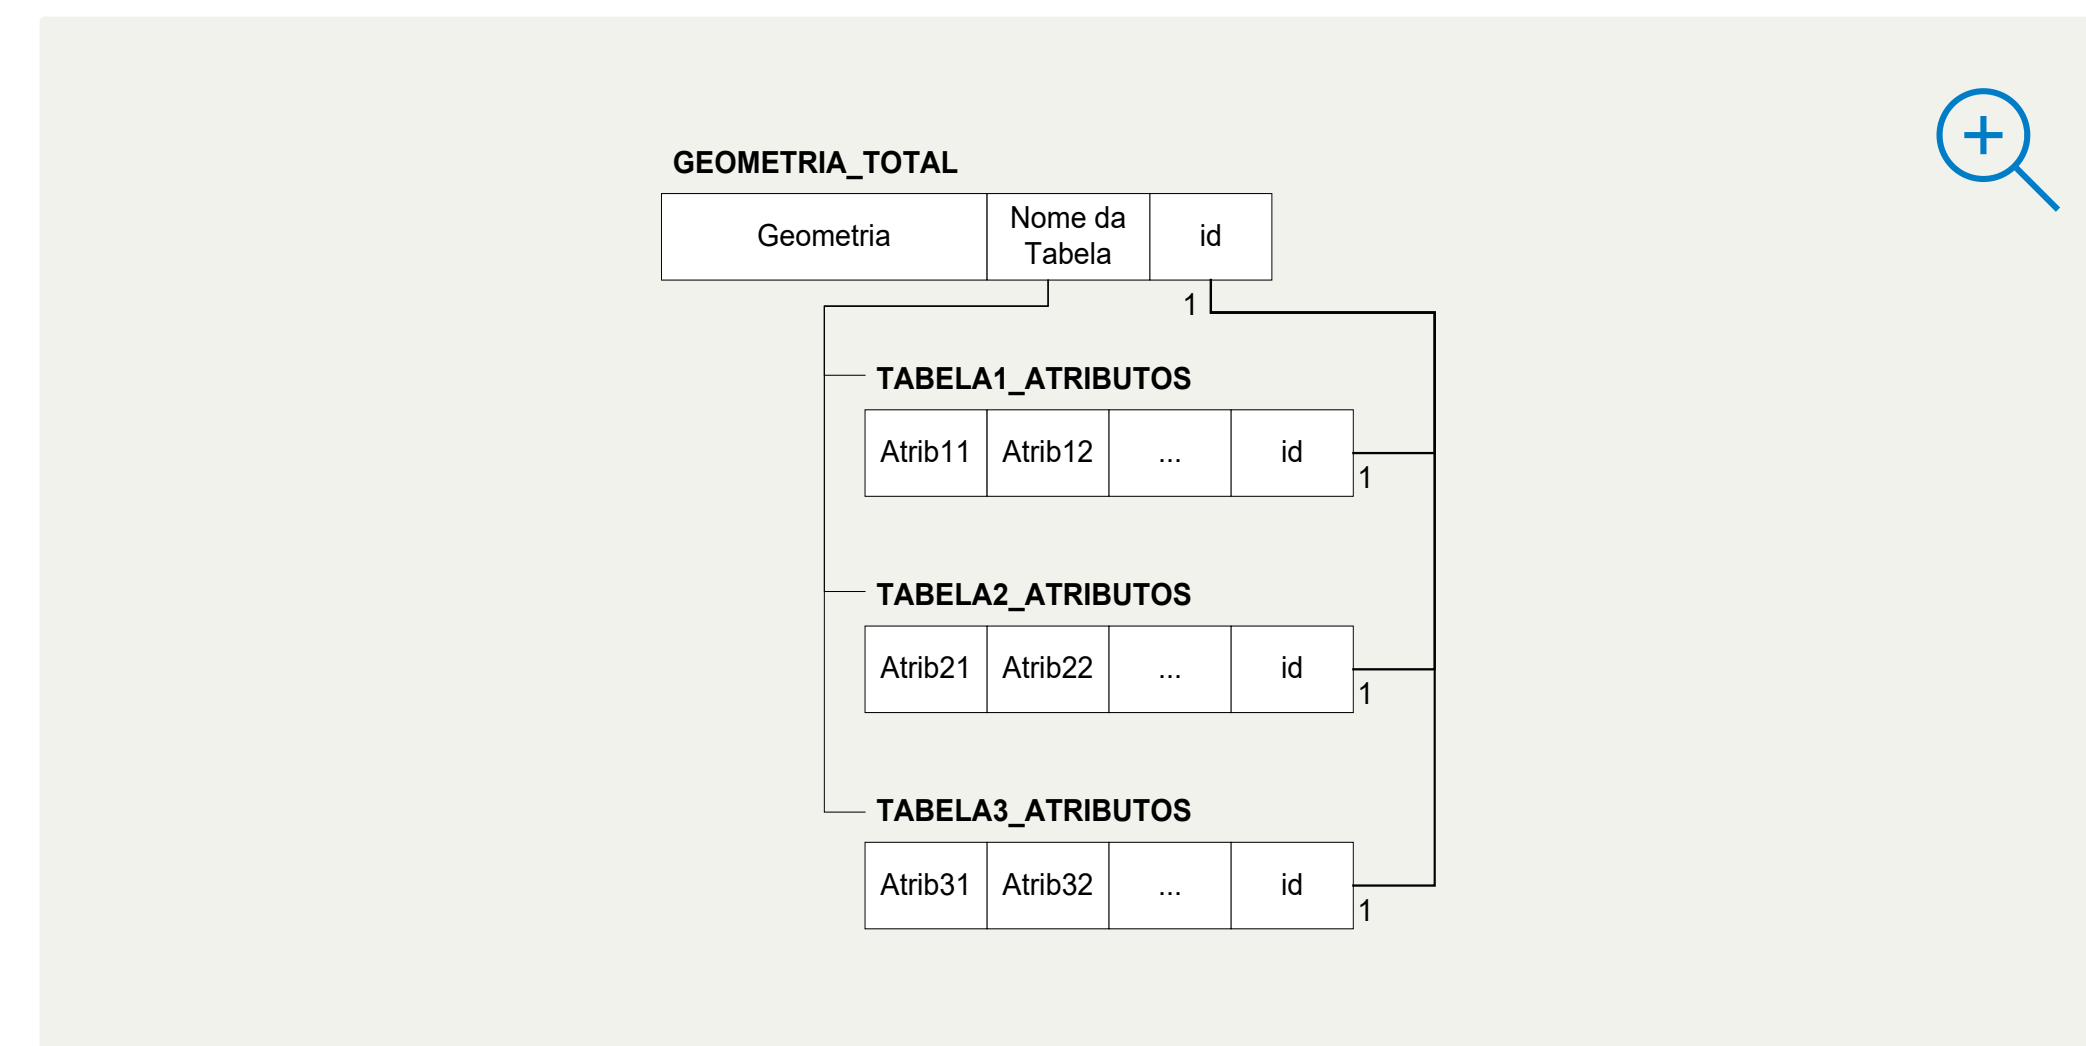 GEOMETRIA_TOTAL
Geometria
Nome da
Tabela
id
1
TABELA1_ATRIBUTOS
Atrib11
Atrib12
...
id
1
TABELA2_ATRIBUTOS
Atrib21
Atrib22
...
id
1
TABELA3_ATRIBUTOS
Atrib31
Atrib32
...
id
1